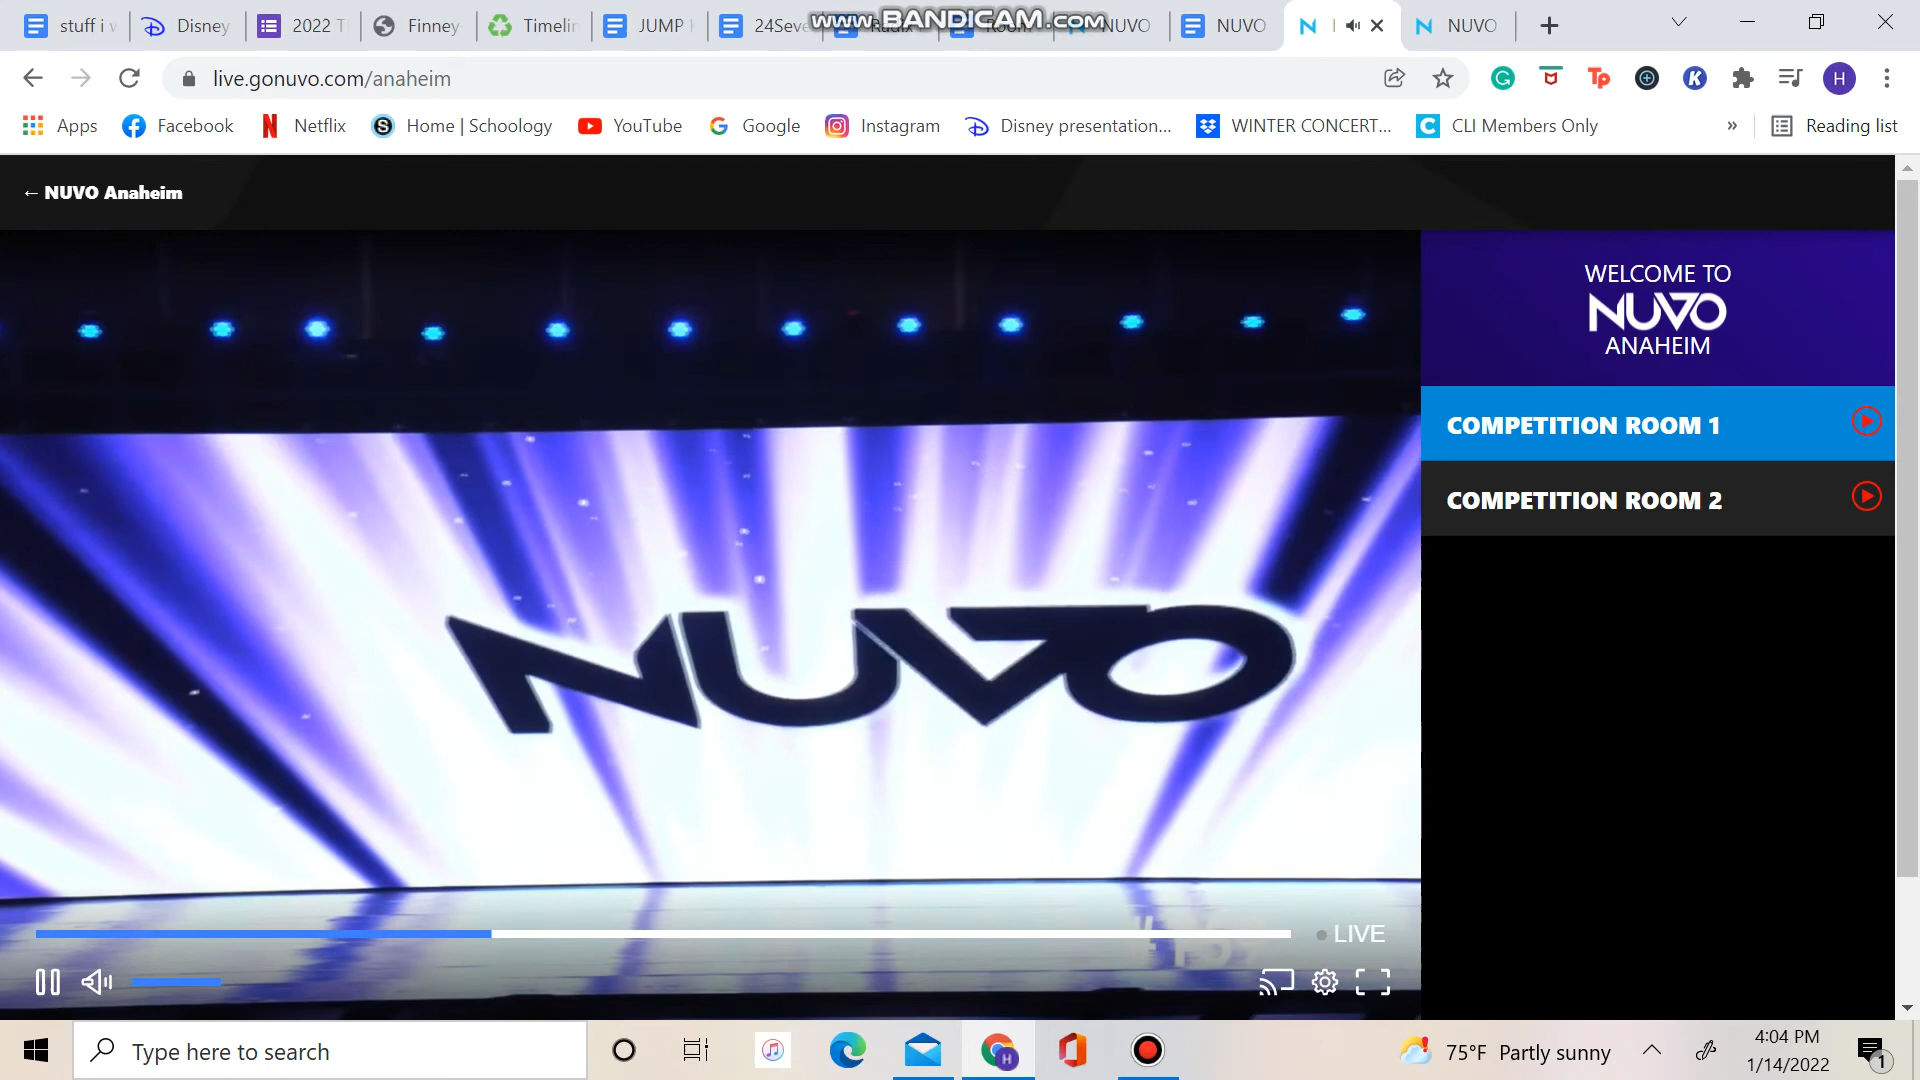 stuff i w
Disney
2022 T
Finney
Timelin
JUMP
24Seve
Radix
Room
NUVO
NUVO
NUVO
www.BANDICAM.com
live.gonuvo.com/anaheim
H
Apps
Facebook
Netflix
Home | Schoology
YouTube
Google
Instagram
Disney presentation...
WINTER CONCERT...
CLI Members Only
»
Reading list
← NUVO Anaheim
WELCOME TO
NUVO
ANAHEIM
COMPETITION ROOM 1
COMPETITION ROOM 2
NUVO
LIVE
Type here to search
75°F Partly sunny
4:04 PM
1/14/2022
1